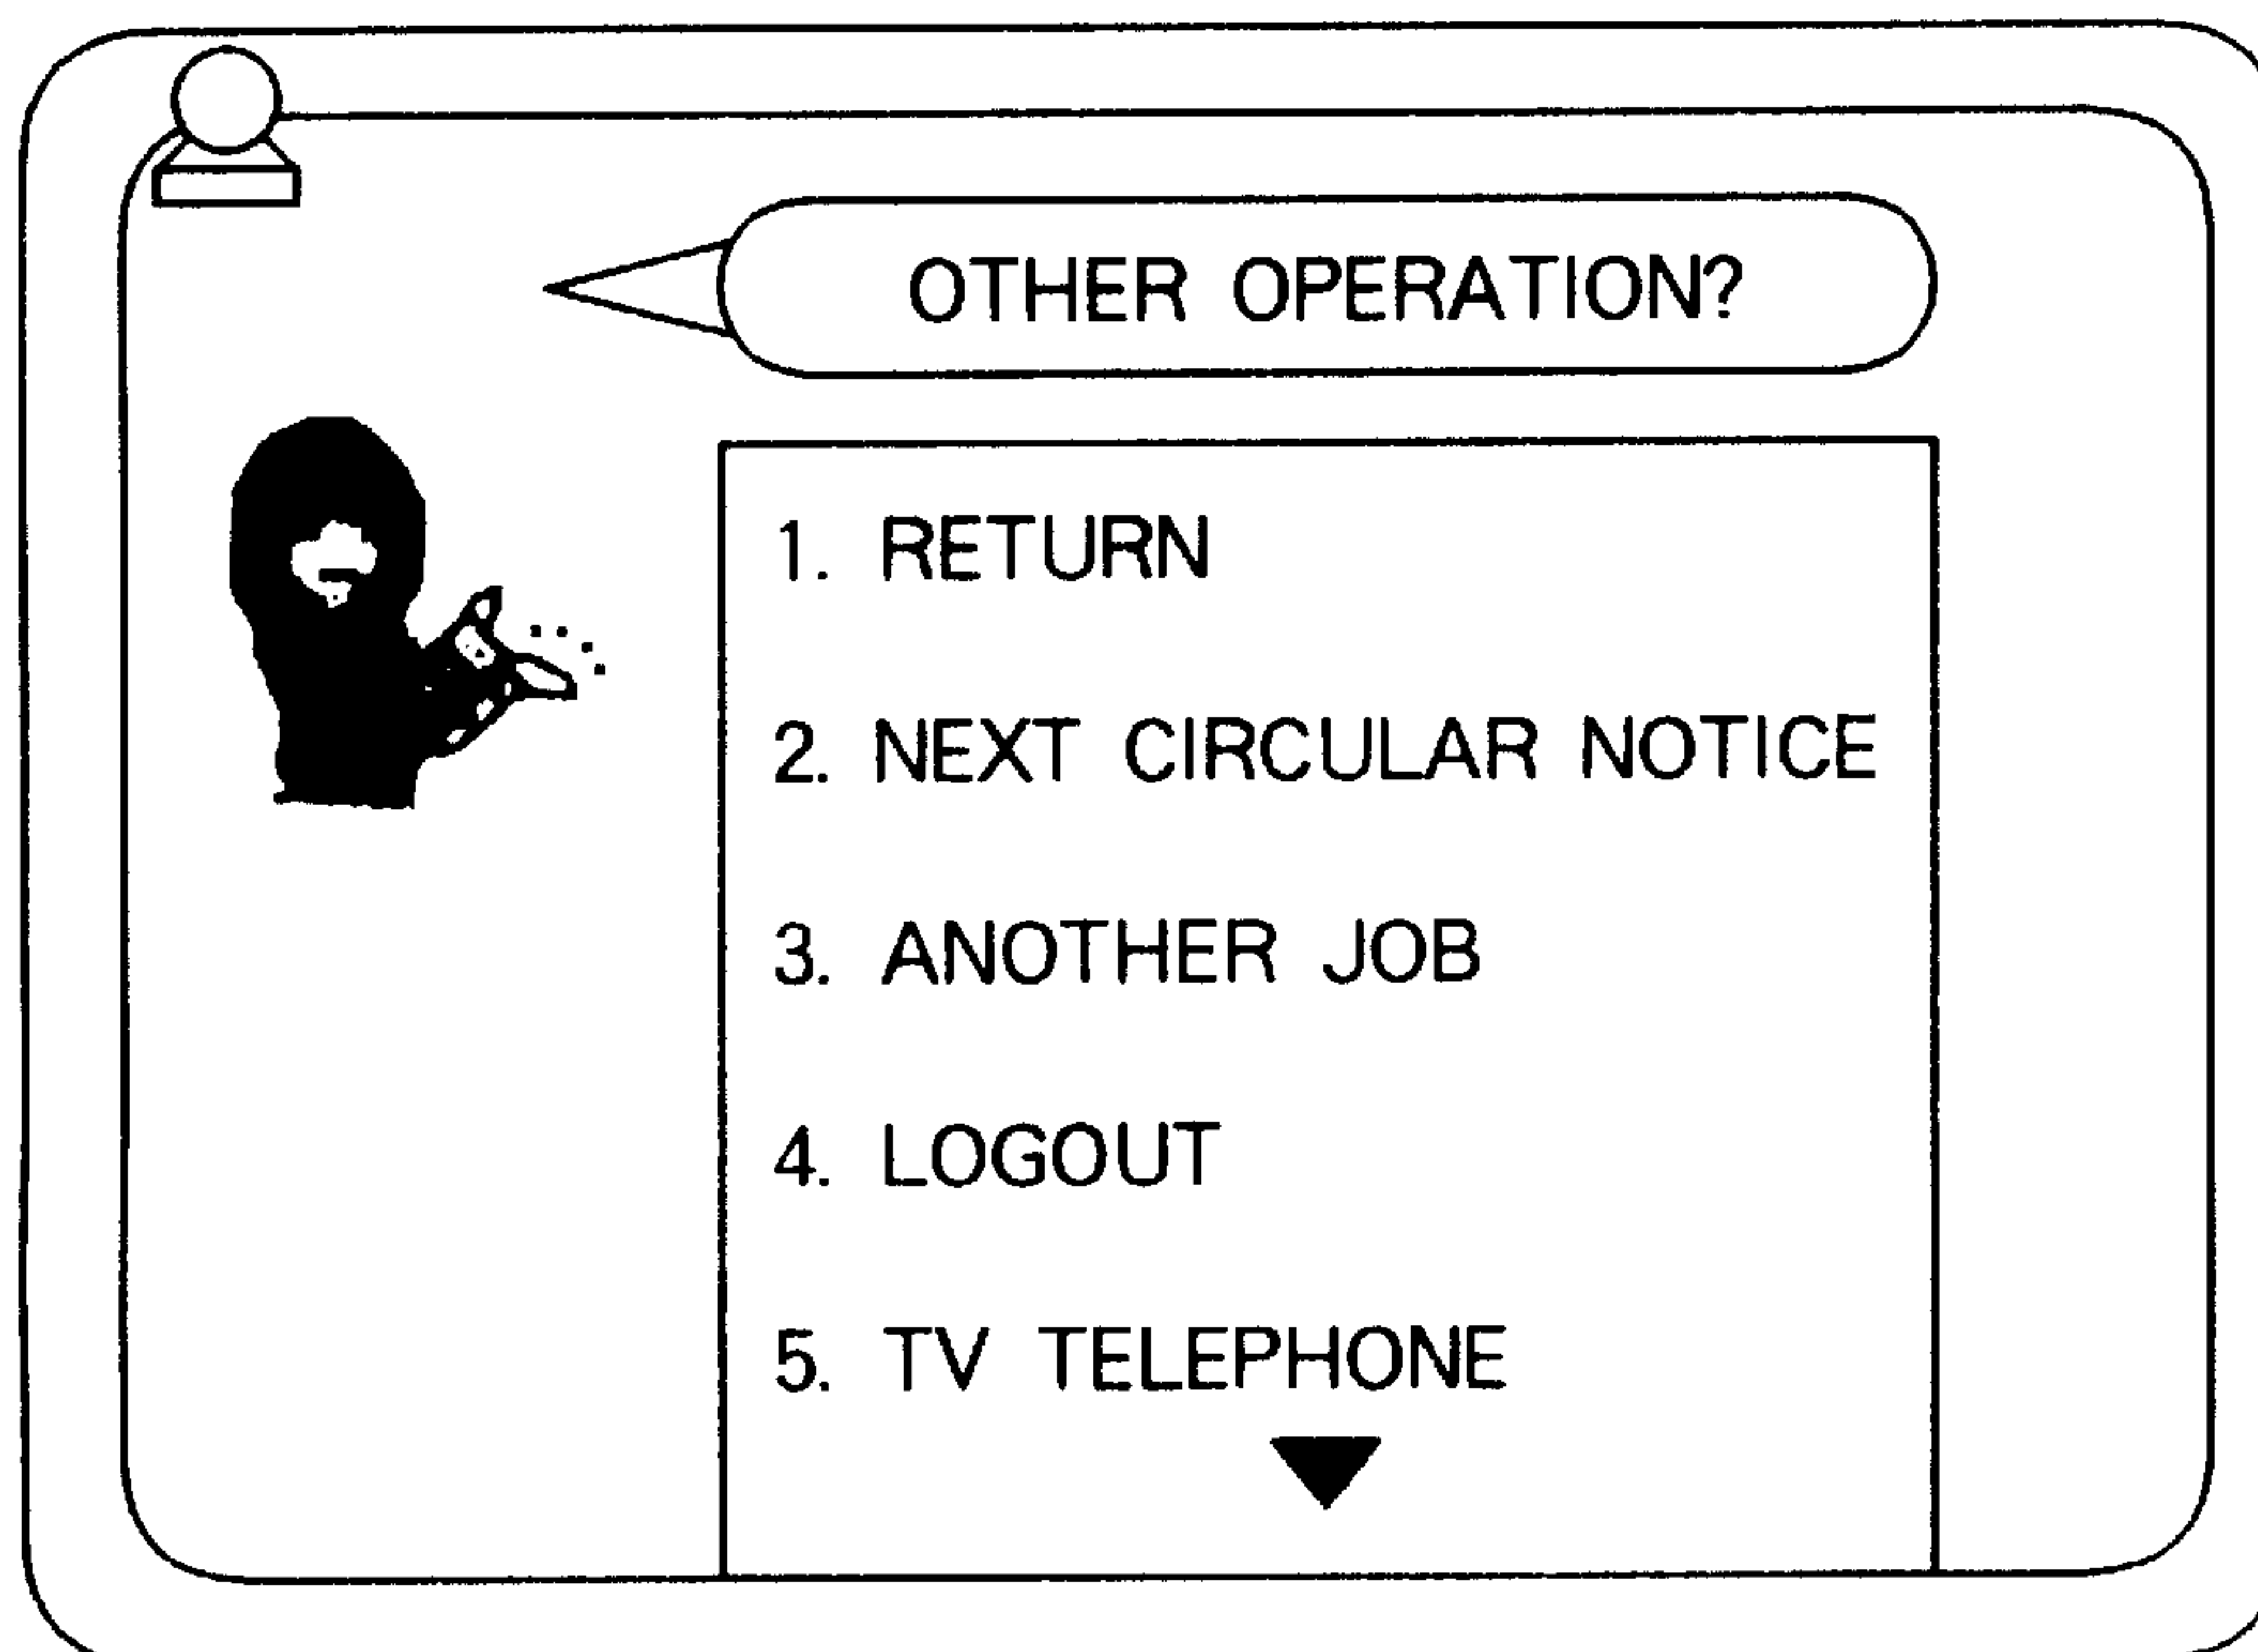 OTHER OPERATION?
1. RETURN
2. NEXT CIRCULAR NOTICE
3. ANOTHER JOB
4. LOGOUT
5. TV TELEPHONE